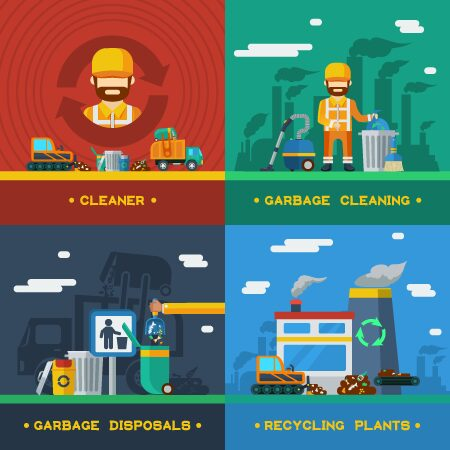 • CLEANER •
• GARBAGE CLEANING •
• GARBAGE DISPOSALS •
• RECYCLING PLANTS •